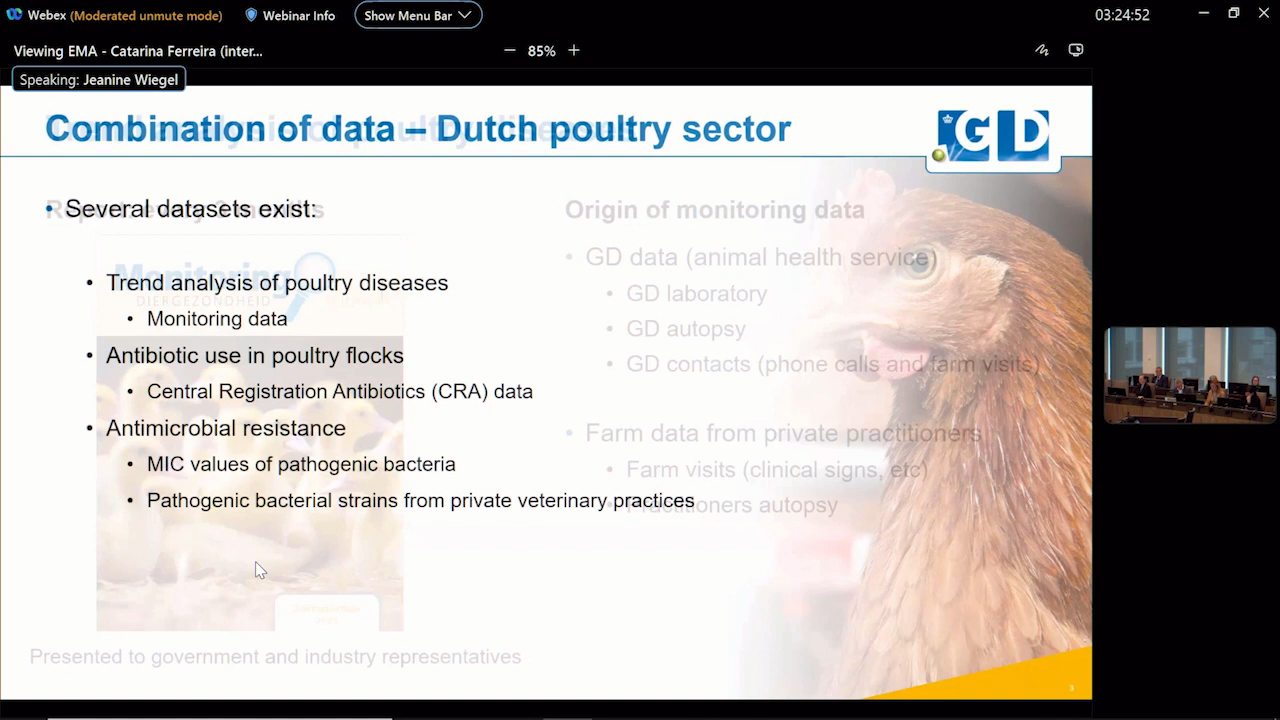 Webex (Moderated unmute mode) Webinar Info Show Menu Bar 03:24:52
Viewing EMA - Catarina Ferreira (inter... 85%
Speaking: Jeanine Wiegel
Combination of data – Dutch poultry sector
GD
• Several datasets exist:
• Trend analysis of poultry diseases
• Monitoring data
• Antibiotic use in poultry flocks
• Central Registration Antibiotics (CRA) data
• Antimicrobial resistance
• MIC values of pathogenic bacteria
• Pathogenic bacterial strains from private veterinary practices
Monitoring
DIERGEZONDHEID
Origin of monitoring data
• GD data (animal health service)
• GD laboratory
• GD autopsy
• GD contacts (phone calls and farm visits)
• Farm data from private practitioners
• Farm visits (clinical signs, etc)
• Practitioners autopsy
Presented to government and industry representatives
3